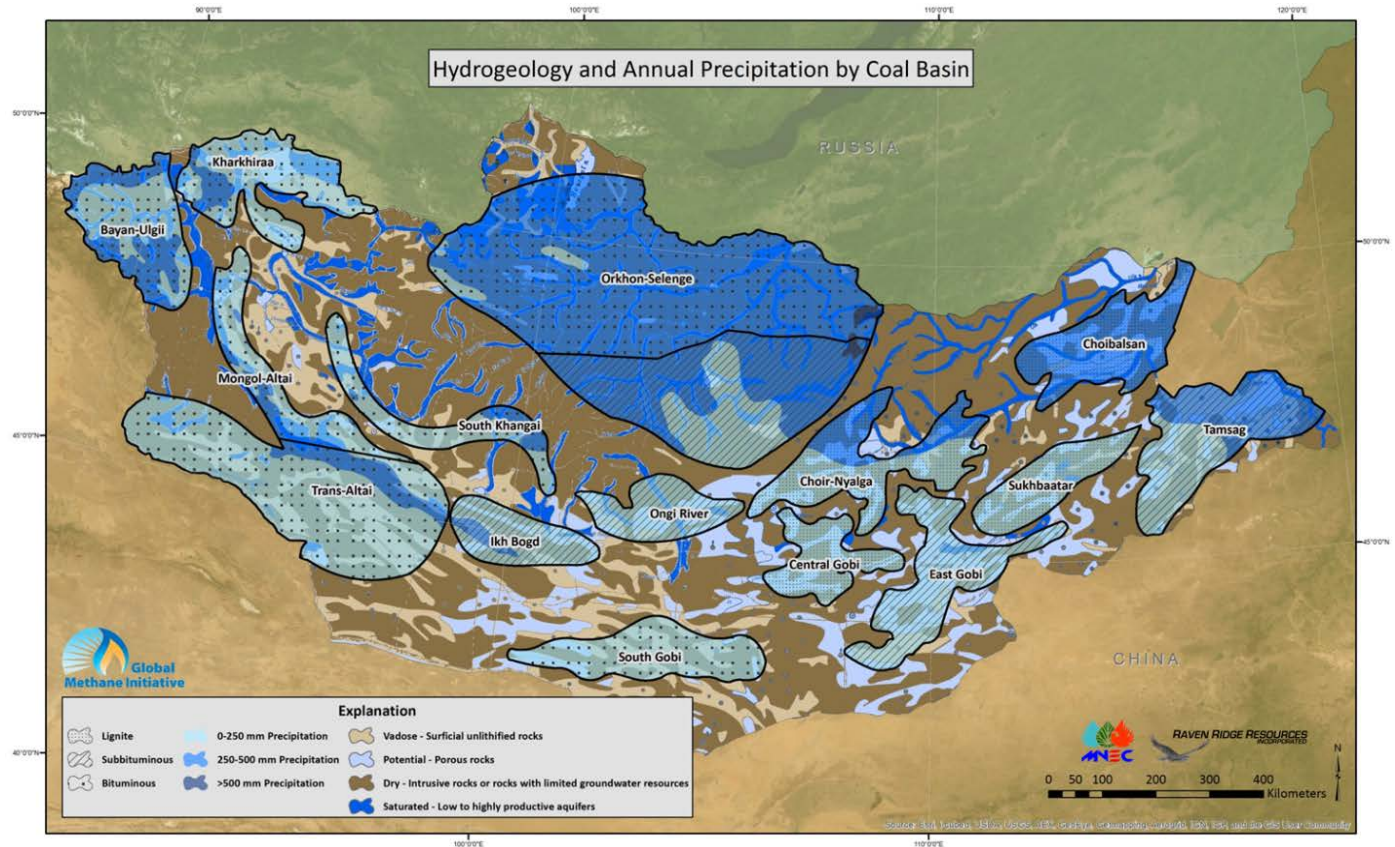 90°0'0"E
100°0'0"E
110°0'0"E
120°0'0"E
Hydrogeology and Annual Precipitation by Coal Basin
50°0'0"N
RUSSIA
Kharkhiraa
Bayan-Ulgii
50°0'0"N
Orkhon-Selenge
Choibalsan
Mongol-Altai
South Khangai
Tamsag
45°0'0"N
Trans-Altai
Choir-Nyalga
Sukhbaatar
Ongi River
Ikh Bogd
45°0'0"N
Central Gobi
East Gobi
South Gobi
CHINA
Global
Methane Initiative
Explanation
Lignite
Subbituminous
Bituminous
0-250 mm Precipitation
250-500 mm Precipitation
>500 mm Precipitation
Vadose - Surficial unlithified rocks
Potential - Porous rocks
Dry - Intrusive rocks or rocks with limited groundwater resources
Saturated - Low to highly productive aquifers
40°0'0"N
MNEC
RAVEN RIDGE RESOURCES
INCORPORATED
N
0 50 100 200 300 400
Kilometers
and the GIS User Community
100°0'0"E
110°0'0"E